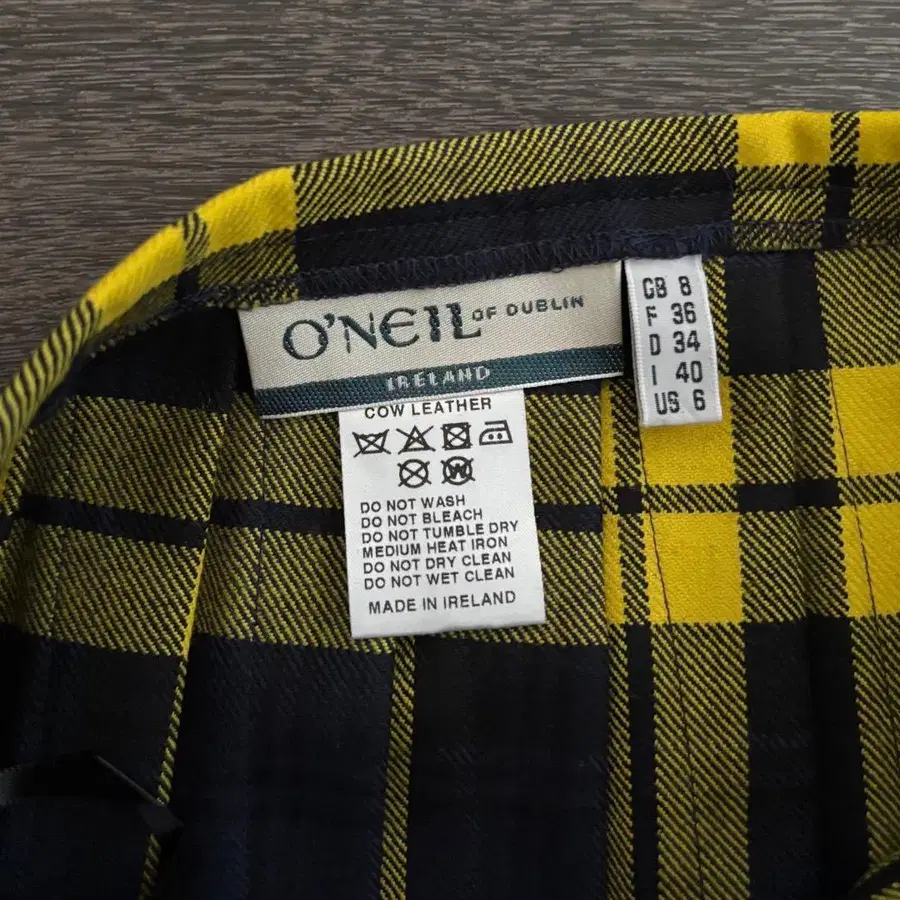 O'NEIL OF DUBLIN
IRELAND
GB 8
F 36
D 34
I 40
US 6
COW LEATHER
W
DO NOT WASH
DO NOT BLEACH
DO NOT TUMBLE DRY
MEDIUM HEAT IRON
DO NOT DRY CLEAN
DO NOT WET CLEAN
MADE IN IRELAND